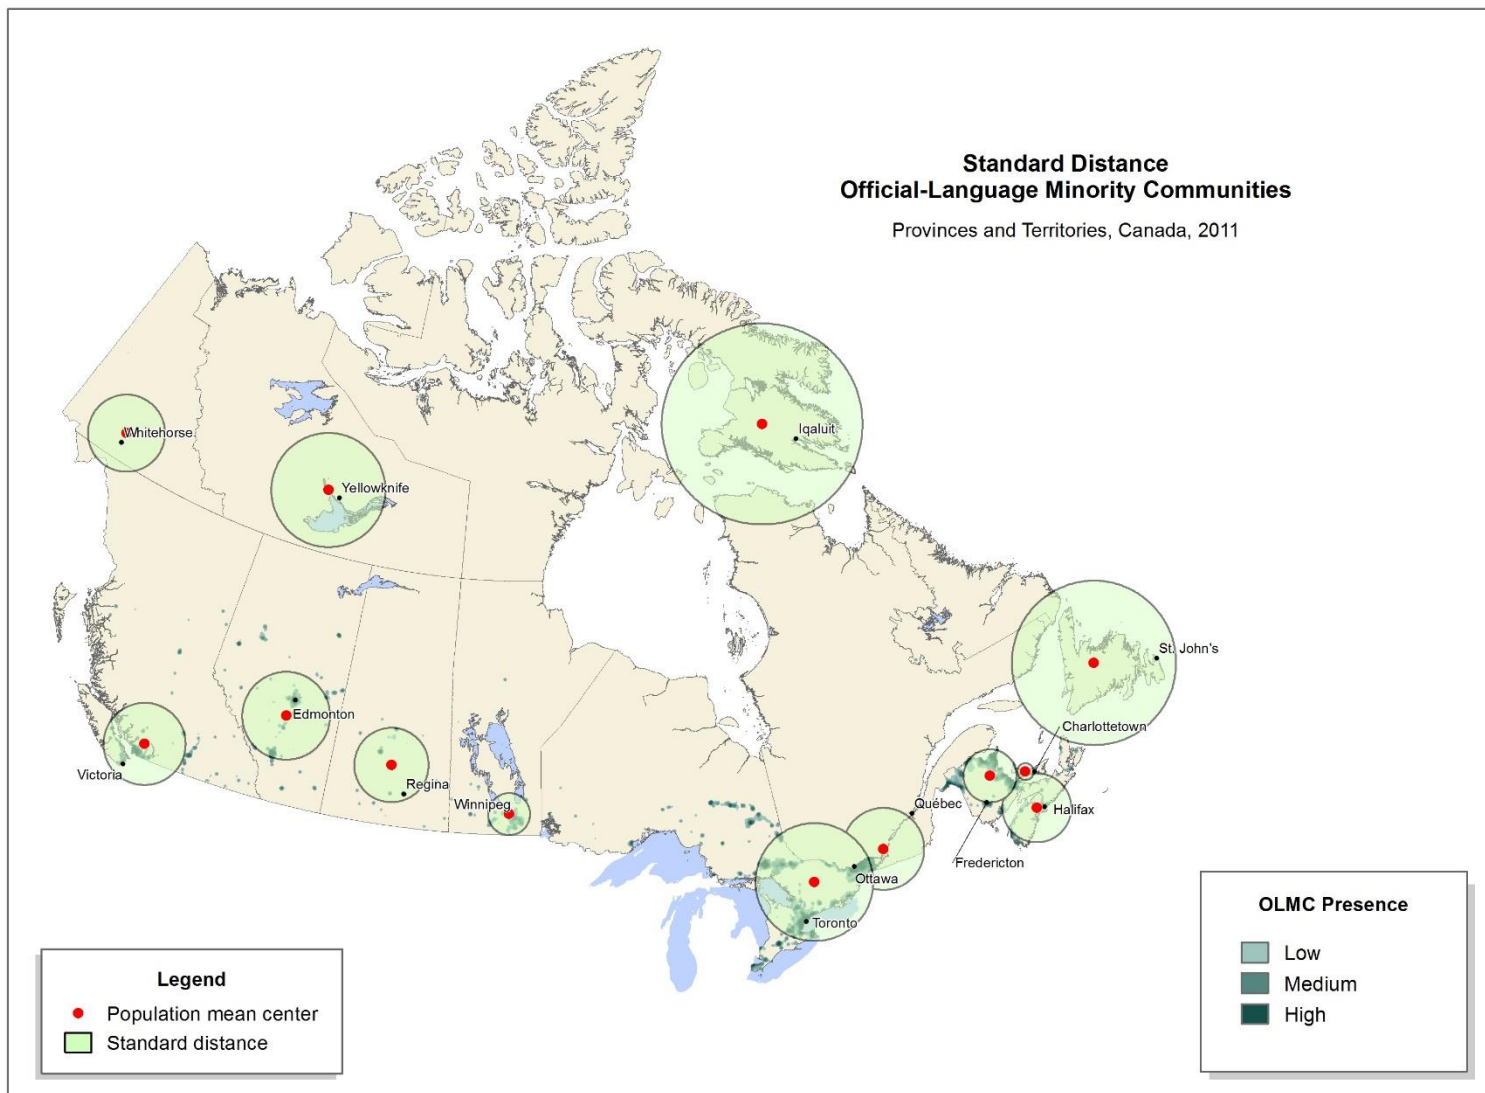 Standard Distance
Official-Language Minority Communities
Provinces and Territories, Canada, 2011
Iqaluit
Whitehorse
Yellowknife
St. John's
Edmonton
Charlottetown
Victoria
Regina
Winnipeg
Québec
Halifax
Fredericton
Ottawa
Toronto
Legend
Population mean center
Standard distance
OLMC Presence
Low
Medium
High